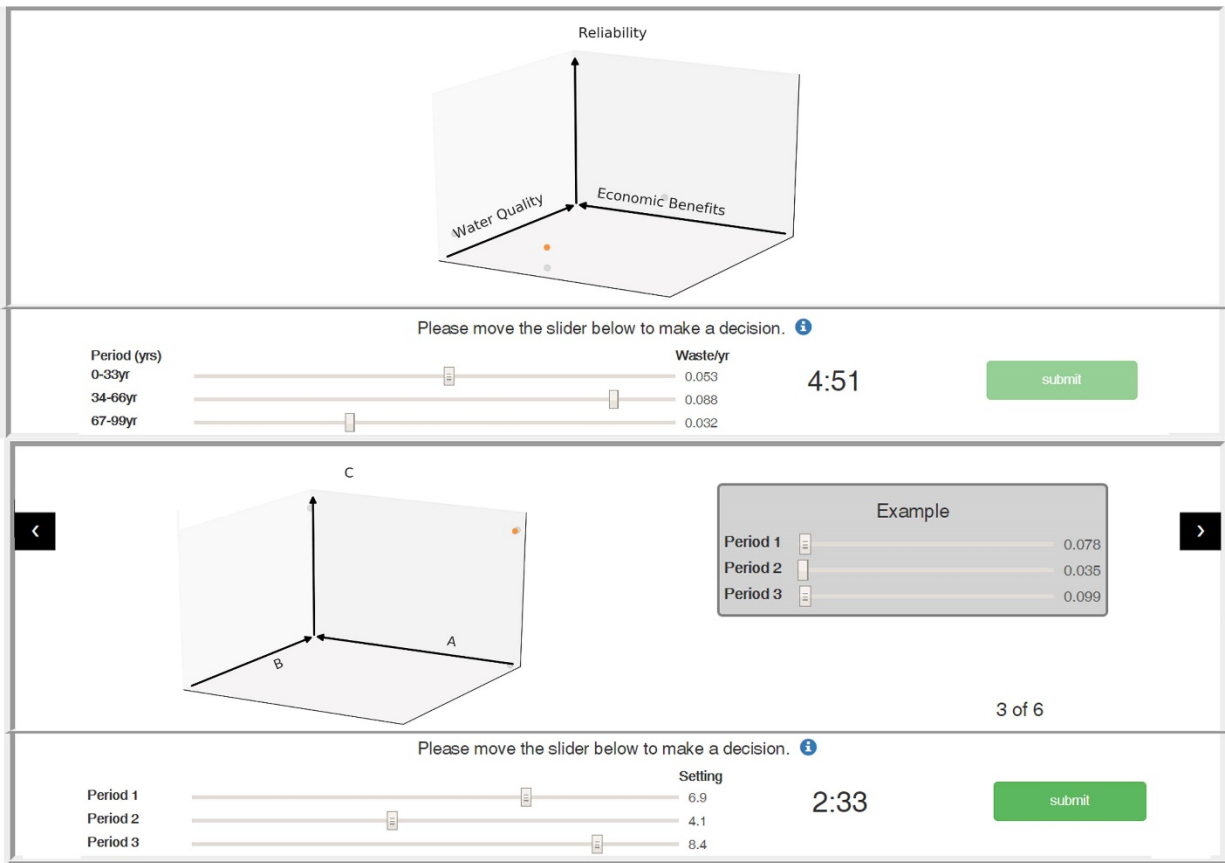 Reliability
Water Quality
Economic Benefits
Please move the slider below to make a decision.
Period (yrs) Waste/yr
0-33yr 0.053
34-66yr 0.088
67-99yr 0.032
4:51
submit
C
B
A
Example
Period 1 0.078
Period 2 0.035
Period 3 0.099
3 of 6
Please move the slider below to make a decision.
Setting
Period 1 6.9
Period 2 4.1
Period 3 8.4
2:33
submit